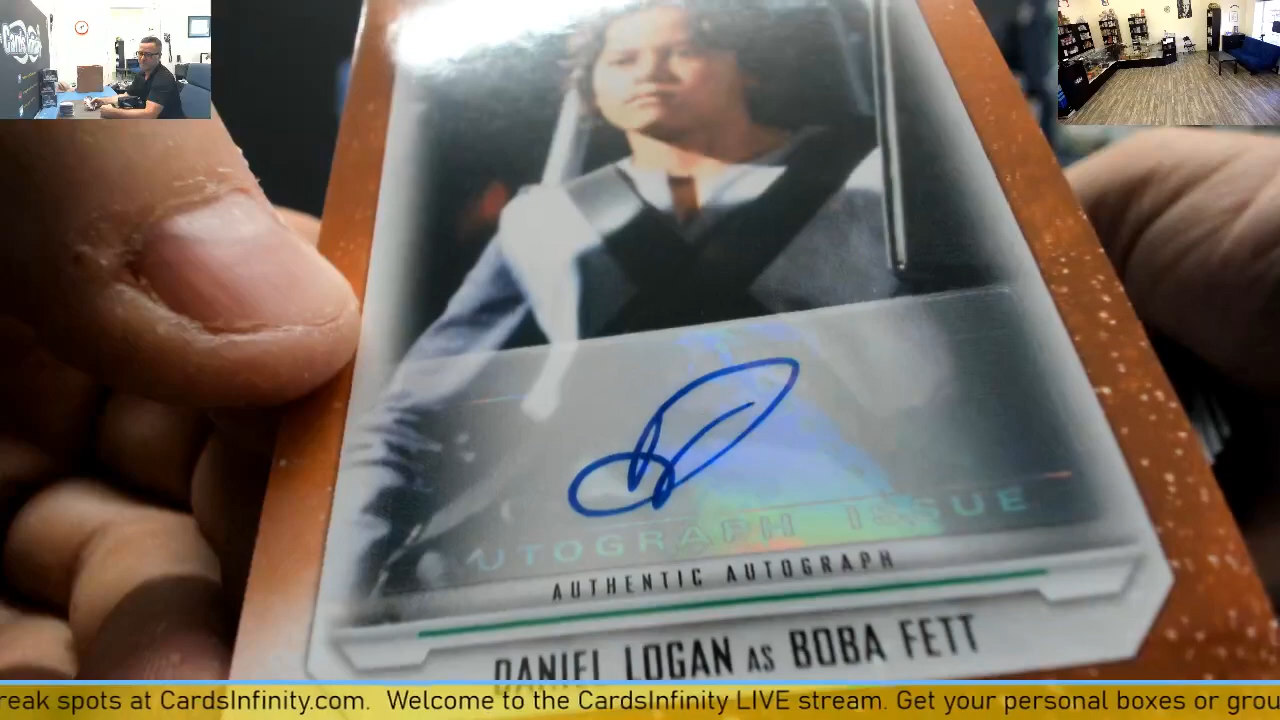 UTOGRAPH ISSUE
AUTHENTIC AUTOGRAPH
DANIEL LOGAN AS BOBA FETT
reak spots at CardsInfinity.com. Welcome to the CardsInfinity LIVE stream. Get your personal boxes or grou